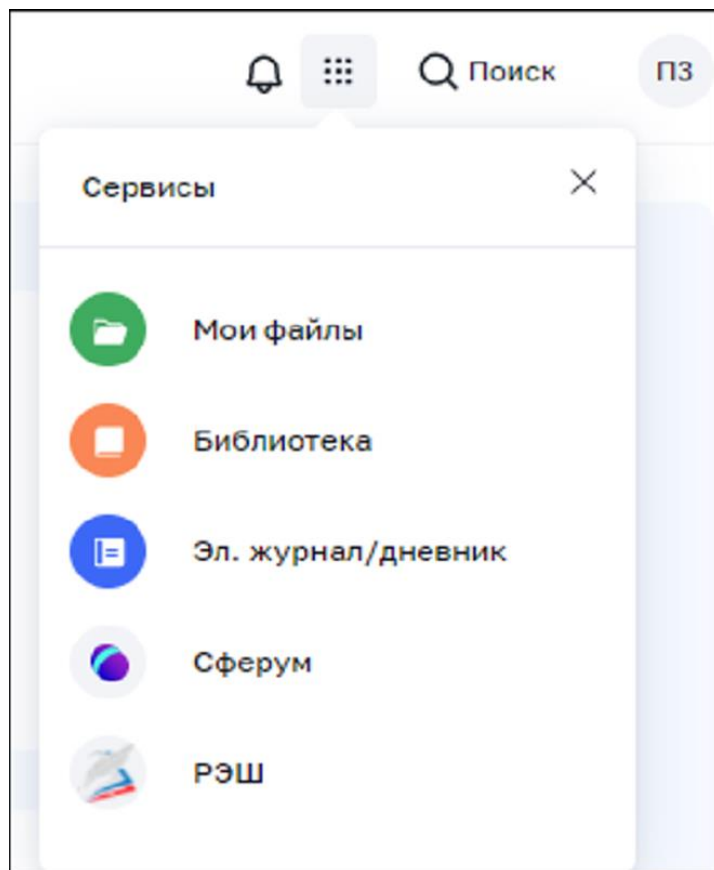 Поиск
ПЗ
Сервисы
Мои файлы
Библиотека
Эл. журнал/дневник
Сферум
РЭШ